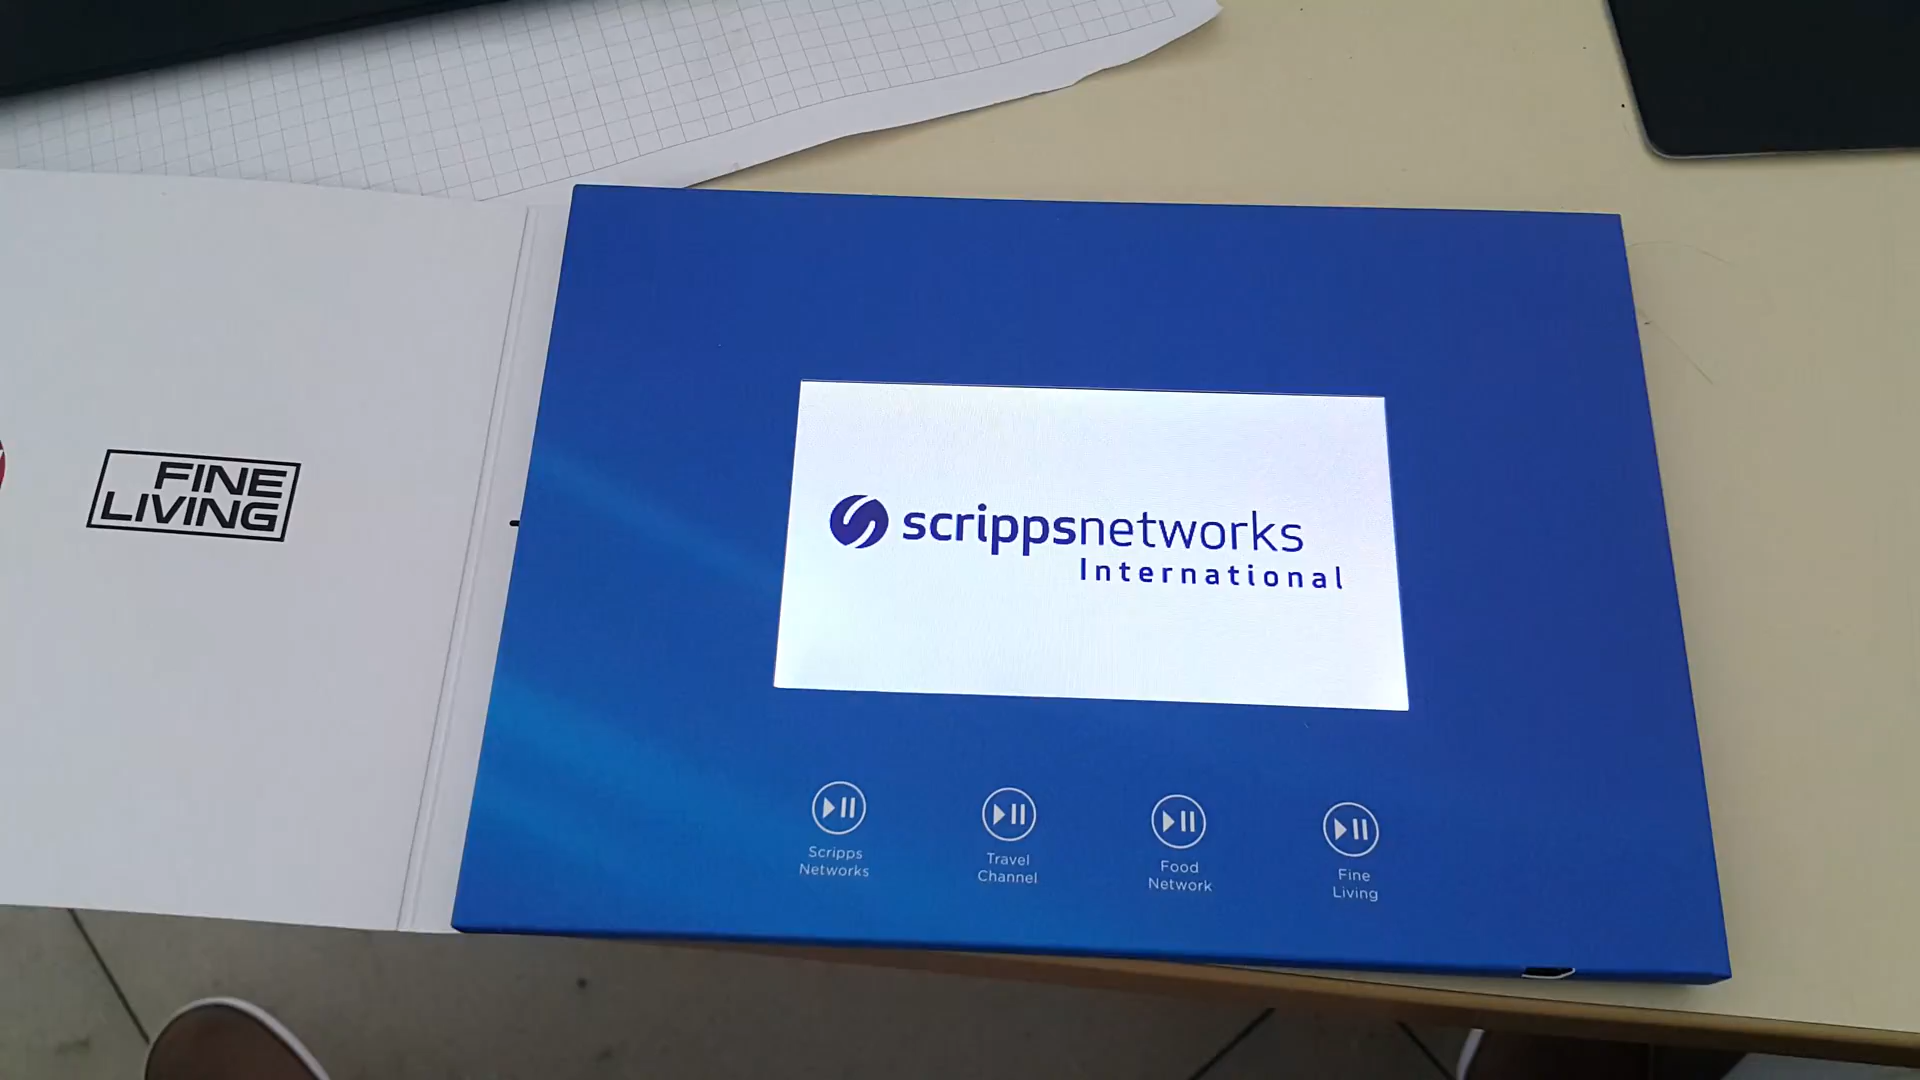 FINE
LIVING
scrippsnetworks
International
Scripps
Networks
Travel
Channel
Food
Network
Fine
Living